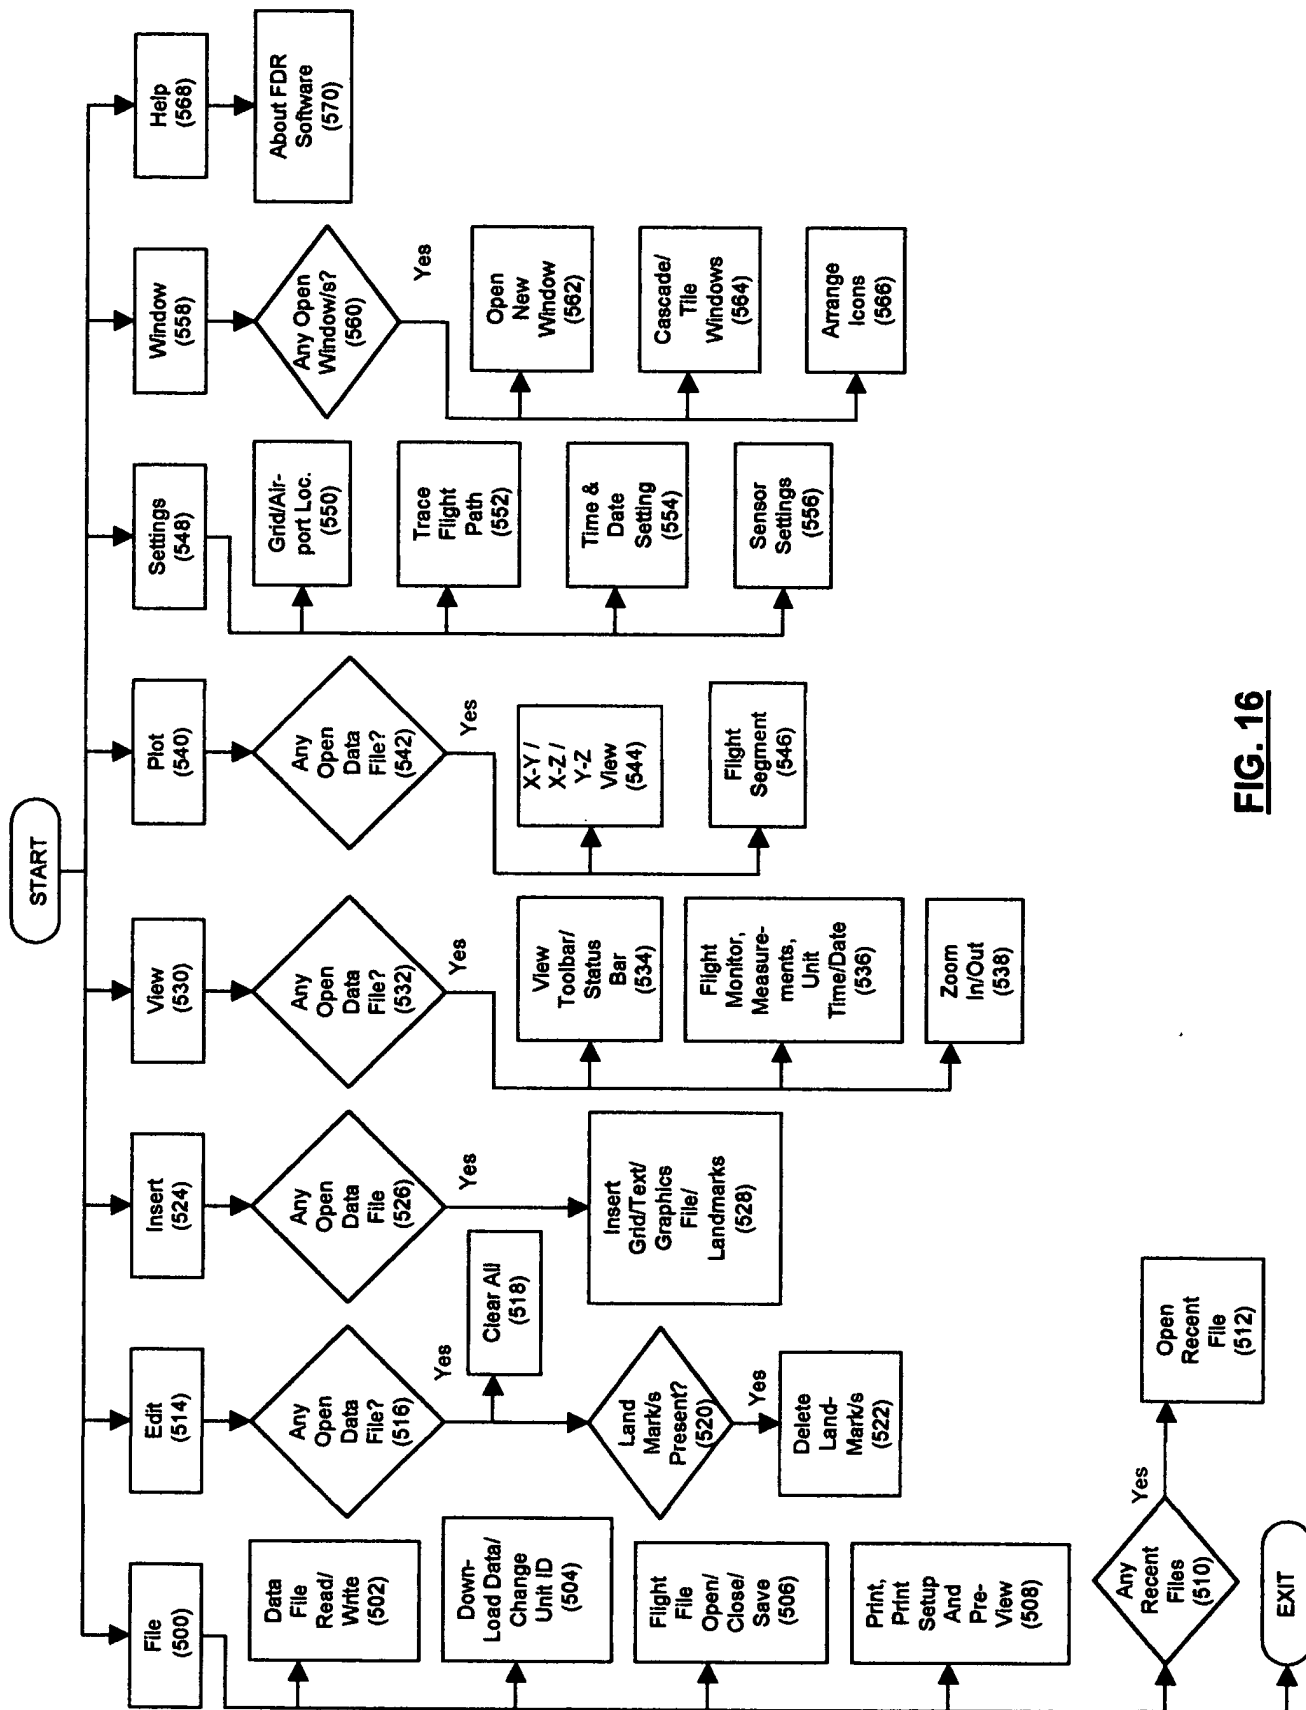 START
File
(500)
Data
File
Read/
Write
(502)
Down-
Load Data/
Change
Unit ID
(504)
Flight
File
Open/
Close/
Save
(506)
Print,
Print
Setup
And
Pre-
View
(508)
Any
Recent
Files
(510)
Yes
Open
Recent
File
(512)
EXIT
Edit
(514)
Any
Open
Data
File?
(516)
Yes
Clear All
(518)
Land
Mark/s
Present?
(520)
Yes
Delete
Land-
Mark/s
(522)
Insert
(524)
Any
Open
Data
File
(526)
Yes
Insert
Grid/Text/
Graphics
File/
Landmarks
(528)
View
(530)
Any
Open
Data
File?
(532)
Yes
View
Toolbar/
Status
Bar
(534)
Flight
Monitor,
Measure-
ments,
Unit
Time/Date
(536)
Zoom
In/Out
(538)
Plot
(540)
Any
Open
Data
File?
(542)
Yes
X-Y /
X-Z /
Y-Z
View
(544)
Flight
Segment
(546)
Settings
(548)
Grid/Air-
port Loc.
(550)
Trace
Flight
Path
(552)
Time &
Date
Setting
(554)
Sensor
Settings
(556)
Window
(558)
Any Open
Window/s?
(560)
Yes
Open
New
Window
(562)
Cascade/
Tile
Windows
(564)
Arrange
Icons
(566)
Help
(568)
About FDR
Software
(570)
FIG. 16